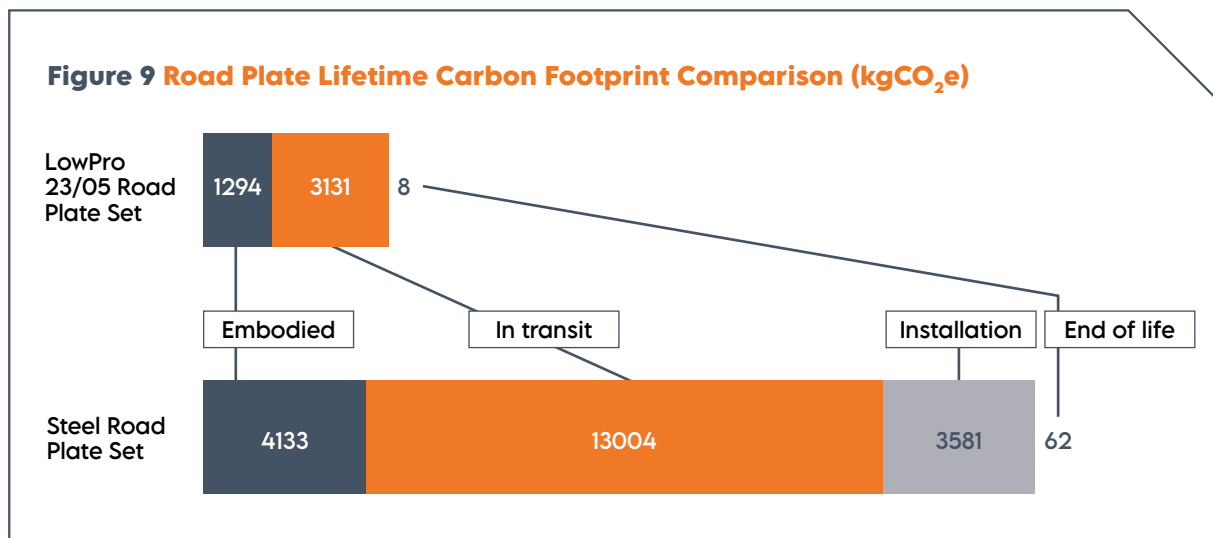 Figure 9 Road Plate Lifetime Carbon Footprint Comparison (kgCO₂e)
LowPro
23/05 Road
Plate Set
1294 3131 8
Embodied In transit Installation End of life
Steel Road
Plate Set
4133 13004 3581 62